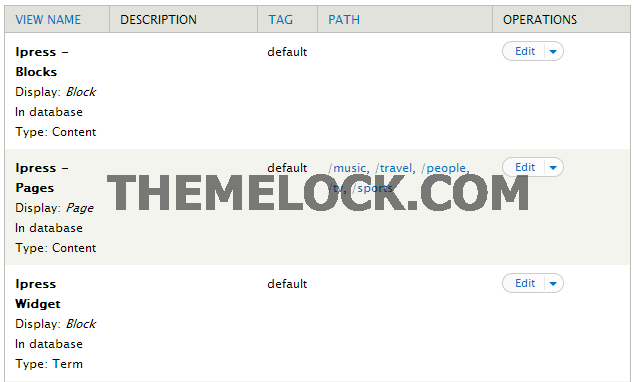 VIEW NAME DESCRIPTION TAG PATH OPERATIONS
Ipress – default Edit
Blocks
Display: Block
In database
Type: Content
Ipress – default /music, /travel, /people, Edit
Pages /tv, /sports
THEMELOCK.COM
Display: Page
In database
Type: Content
Ipress default Edit
Widget
Display: Block
In database
Type: Term